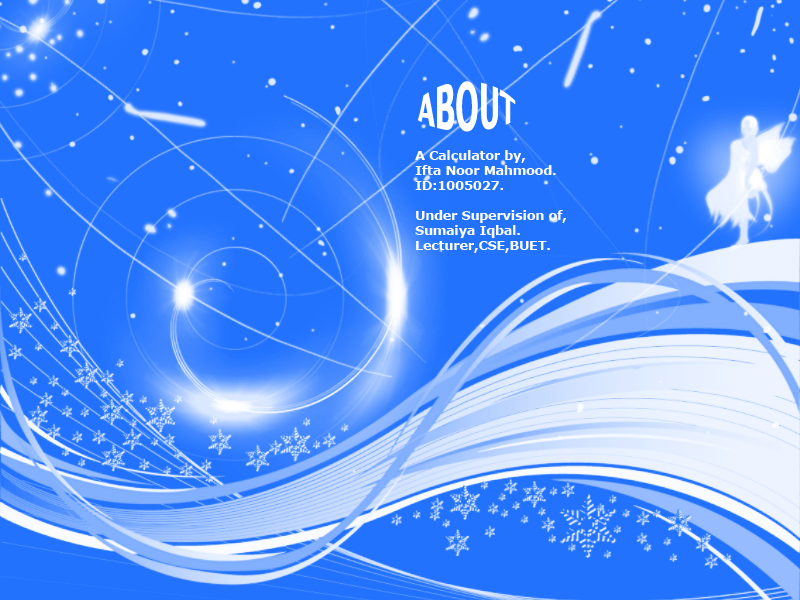 ABOUT
A Calculator by,
Ifta Noor Mahmood.
ID:1005027.
Under Supervision of,
Sumaiya Iqbal.
Lecturer,CSE,BUET.